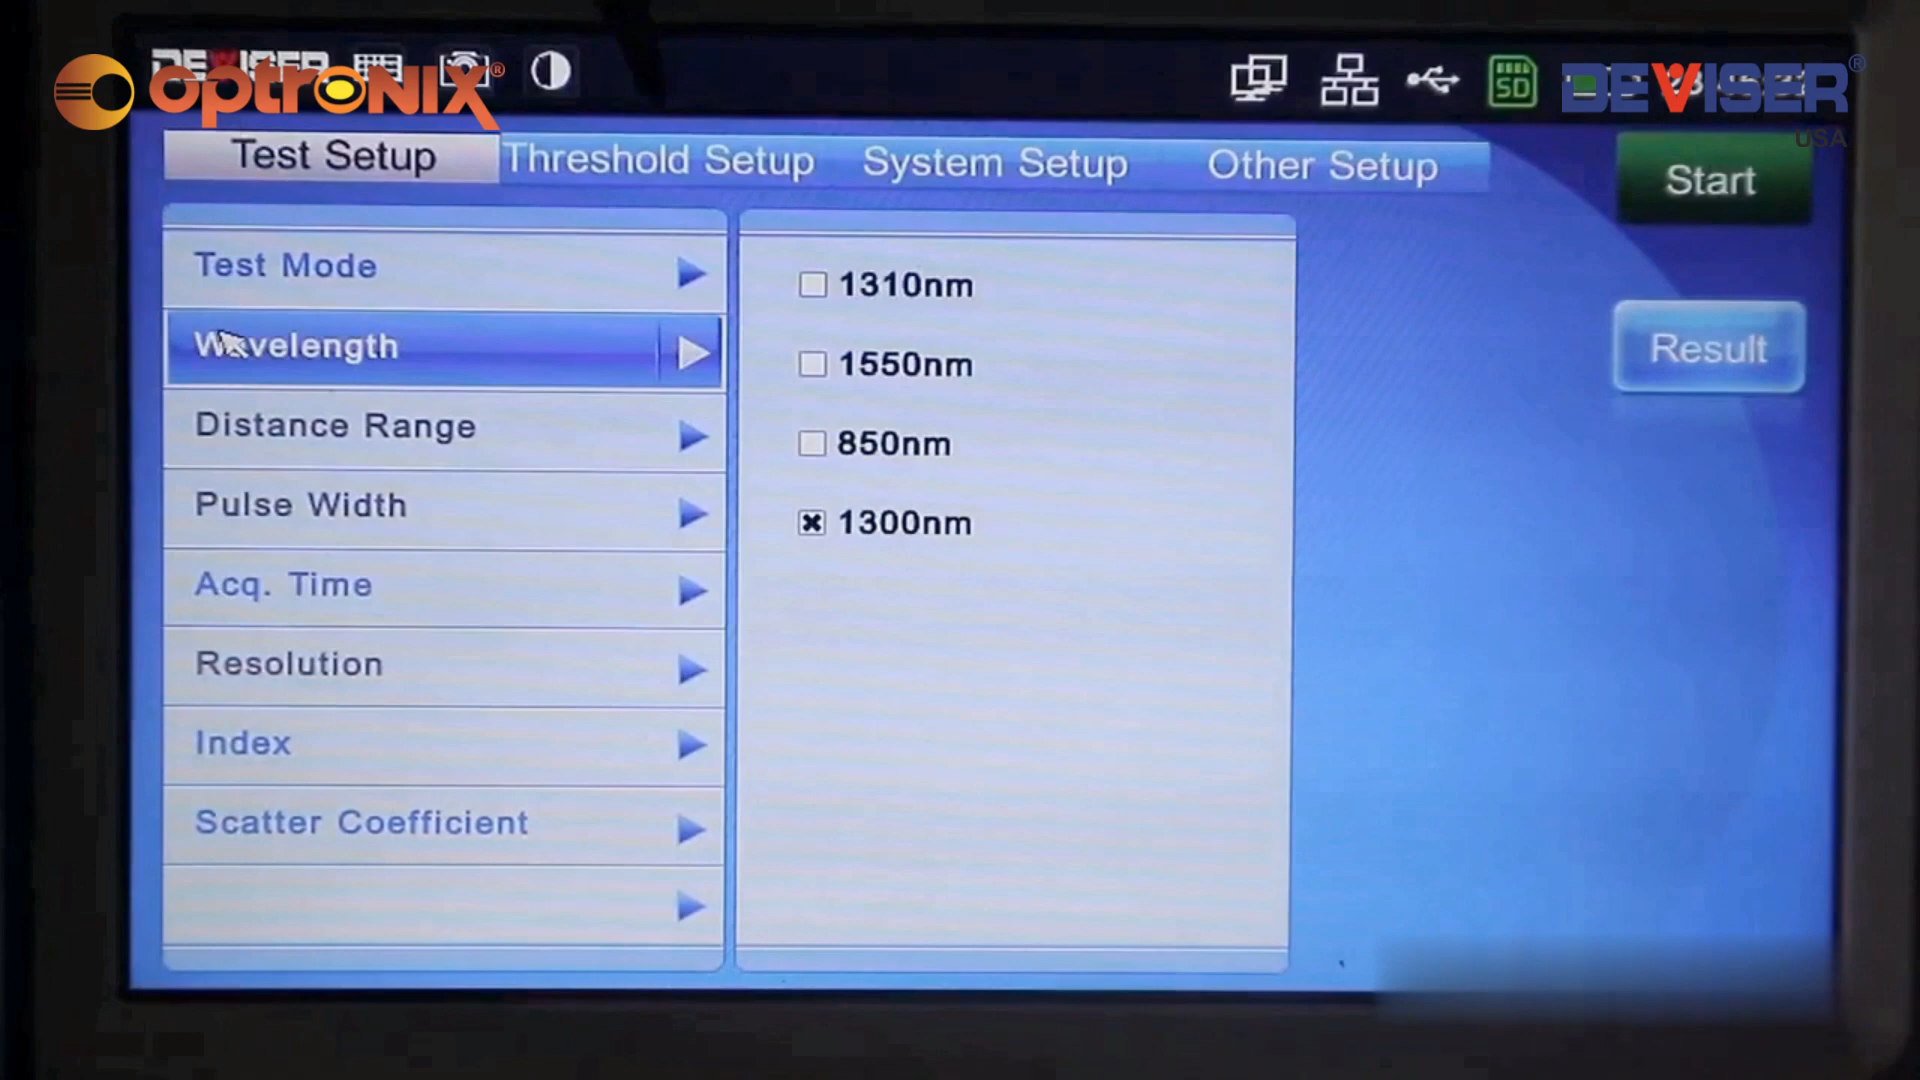 DEVISER
OPTRONIX®
SD
DEVISER®
USA
Test Setup
Threshold Setup
System Setup
Other Setup
Start
Test Mode
Wavelength
Distance Range
Pulse Width
Acq. Time
Resolution
Index
Scatter Coefficient
1310nm
1550nm
850nm
1300nm
Result